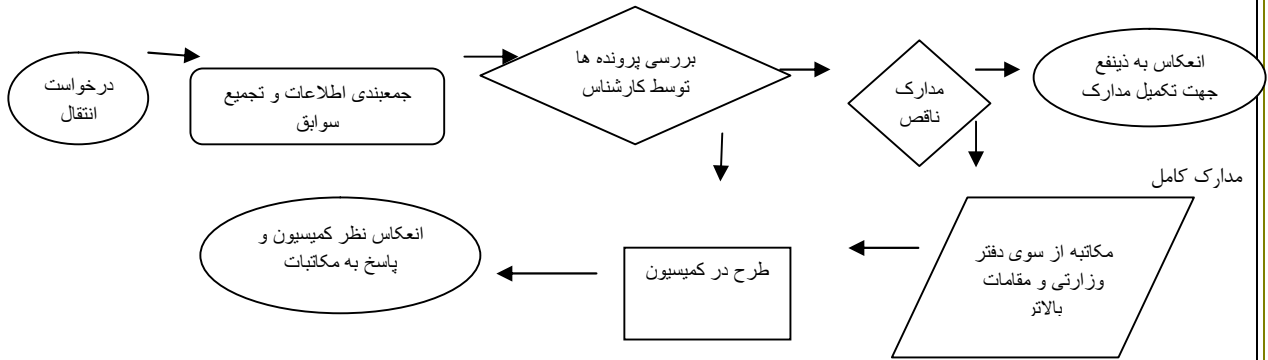 درخواست
انتقال
جمعبندی اطلاعات و تجمیع
سوابق
بررسی پرونده ها
توسط کارشناس
مدارک
ناقص
انعکاس به ذینفع
جهت تکمیل مدارک
مدارک کامل
مکاتبه از سوی دفتر
وزارتی و مقامات
بالاتر
طرح در کمیسیون
انعکاس نظر کمیسیون و
پاسخ به مکاتبات